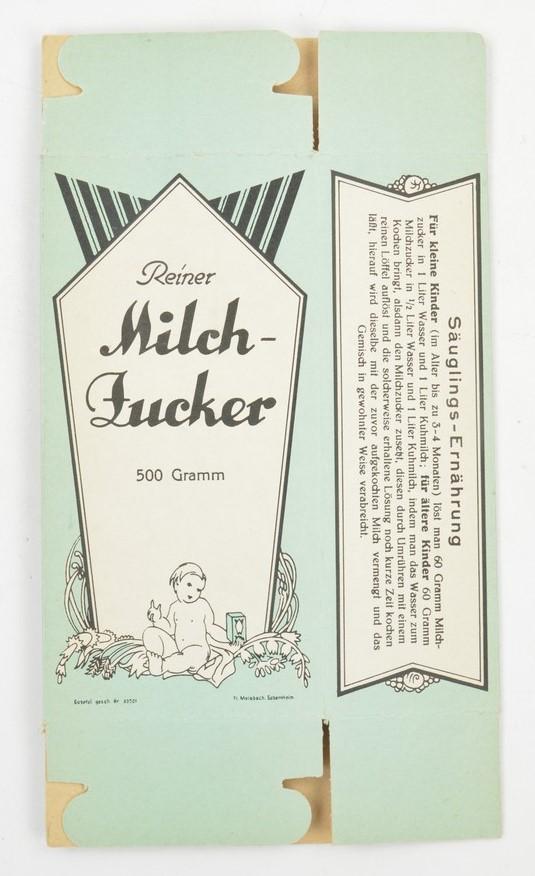 Reiner
Milch-
Zucker
500 Gramm
Gesetzl. gesch. Nr.
Säuglings-Ernährung
Für kleine Kinder (im Alter bis zu 3-4 Monaten) löst man 60 Gramm Milch-
zucker in 1 Liter Wasser und 1 Liter Kuhmilch; für ältere Kinder 60 Gramm
Milchzucker in 1/2 Liter Wasser und 1 Liter Kuhmilch, indem man das Wasser zum
Kochen bringt, alsdann den Milchzucker zusetzt, diesen durch Umrühren mit einem
reinen Löffel auflöst und die solcherweise erhaltene Lösung noch kurze Zeit kochen
läßt, hierauf wird dieselbe mit der zuvor aufgekochten Milch vermengt und das
Gemisch in gewohnter Weise verabreicht.